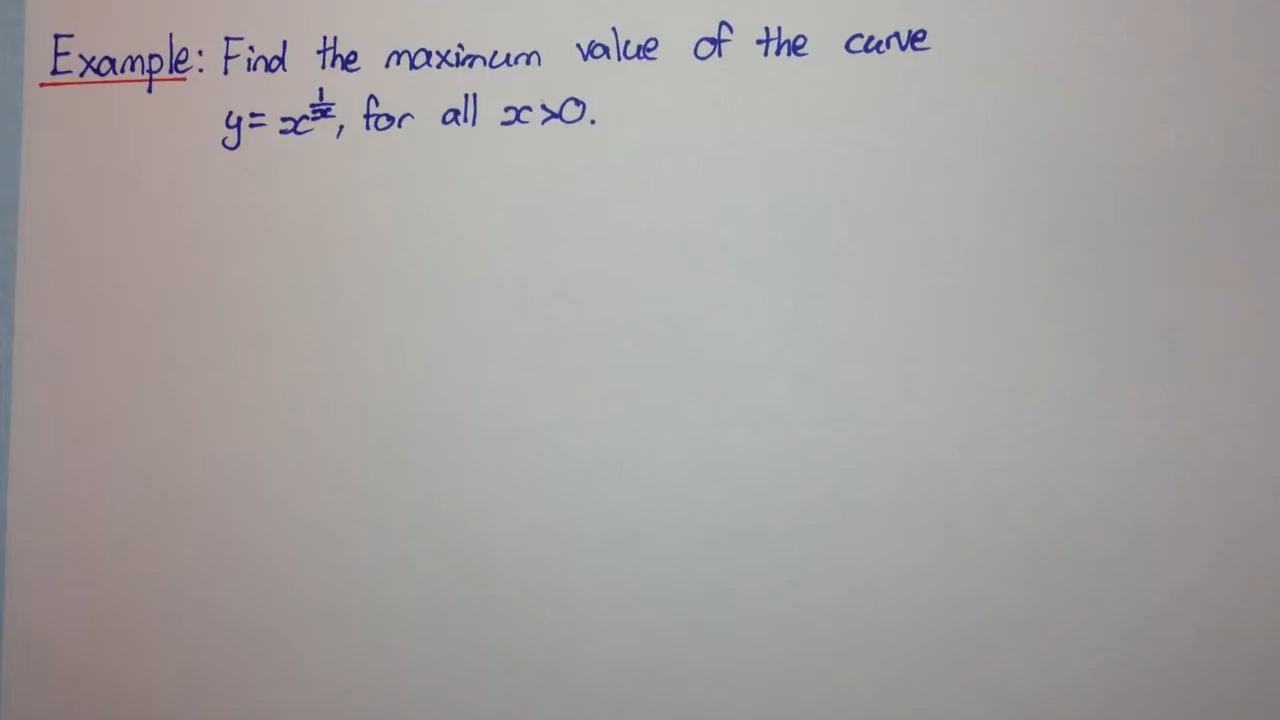 Example: Find the maximum value of the curve
y = x^(1/x), for all x>0.